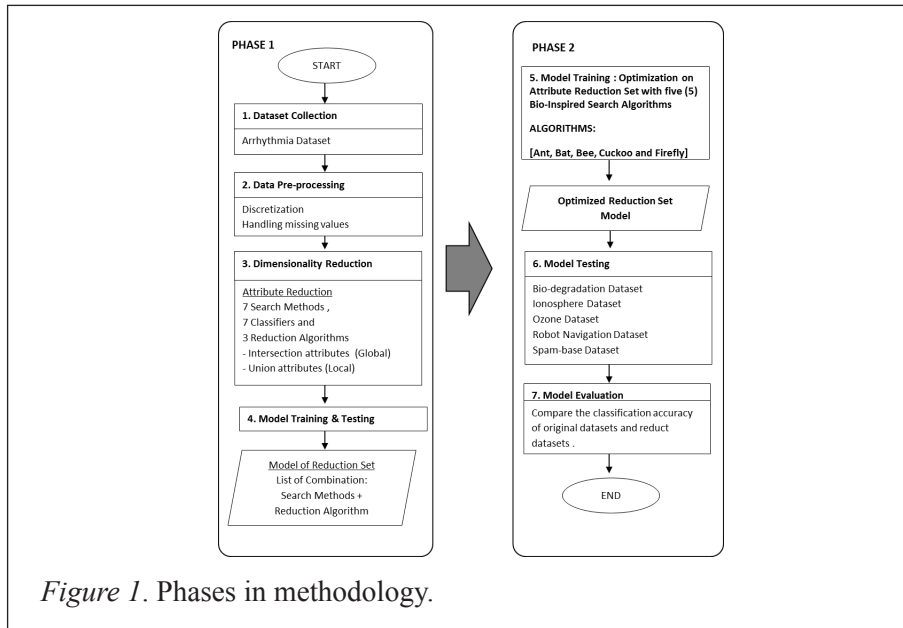 PHASE 1
START
1. Dataset Collection
Arrhythmia Dataset
2. Data Pre-processing
Discretization
Handling missing values
3. Dimensionality Reduction
Attribute Reduction
7 Search Methods ,
7 Classifiers and
3 Reduction Algorithms
- Intersection attributes (Global)
- Union attributes (Local)
4. Model Training & Testing
Model of Reduction Set
List of Combination:
Search Methods +
Reduction Algorithm
PHASE 2
5. Model Training : Optimization on
Attribute Reduction Set with five (5)
Bio-Inspired Search Algorithms
ALGORITHMS:
[Ant, Bat, Bee, Cuckoo and Firefly]
Optimized Reduction Set
Model
6. Model Testing
Bio-degradation Dataset
Ionosphere Dataset
Ozone Dataset
Robot Navigation Dataset
Spam-base Dataset
7. Model Evaluation
Compare the classification accuracy
of original datasets and reduct
datasets .
END
Figure 1. Phases in methodology.